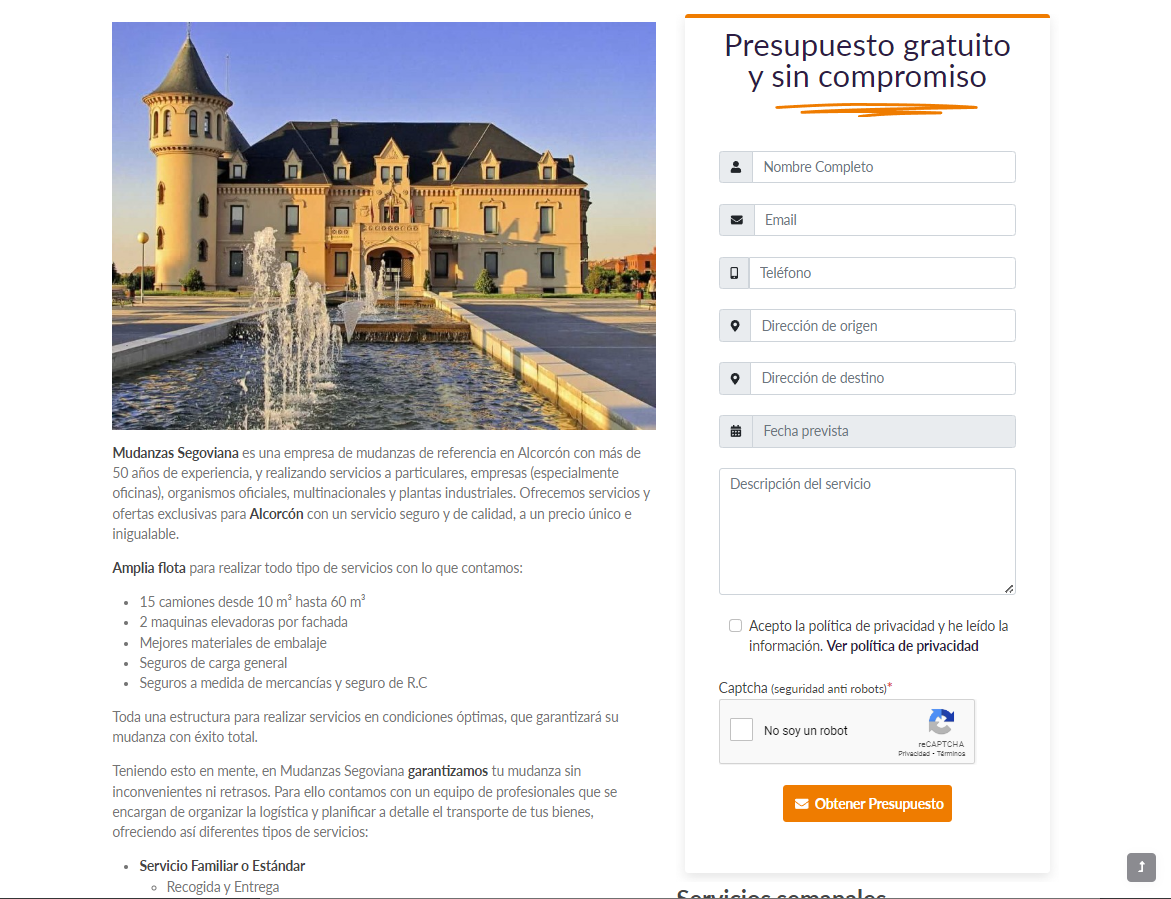 Mudanzas Segoviana es una empresa de mudanzas de referencia en Alcorcón con más de
50 años de experiencia, y realizando servicios a particulares, empresas (especialmente
oficinas), organismos oficiales, multinacionales y plantas industriales. Ofrecemos servicios y
ofertas exclusivas para Alcorcón con un servicio seguro y de calidad, a un precio único e
inigualable.
Amplia flota para realizar todo tipo de servicios con lo que contamos:
• 15 camiones desde 10 m³ hasta 60 m³
• 2 maquinas elevadoras por fachada
• Mejores materiales de embalaje
• Seguros de carga general
• Seguros a medida de mercancías y seguro de R.C
Toda una estructura para realizar servicios en condiciones óptimas, que garantizará su
mudanza con éxito total.
Teniendo esto en mente, en Mudanzas Segoviana garantizamos tu mudanza sin
inconvenientes ni retrasos. Para ello contamos con un equipo de profesionales que se
encargan de organizar la logística y planificar a detalle el transporte de tus bienes,
ofreciendo así diferentes tipos de servicios:
• Servicio Familiar o Estándar
◦ Recogida y Entrega
Presupuesto gratuito
y sin compromiso
Nombre Completo
Email
Teléfono
Dirección de origen
Dirección de destino
Fecha prevista
Descripción del servicio
Acepto la política de privacidad y he leído la
información. Ver política de privacidad
Captcha (seguridad anti robots)*
No soy un robot
reCAPTCHA
Privacidad - Términos
Obtener Presupuesto
Servicios semanales